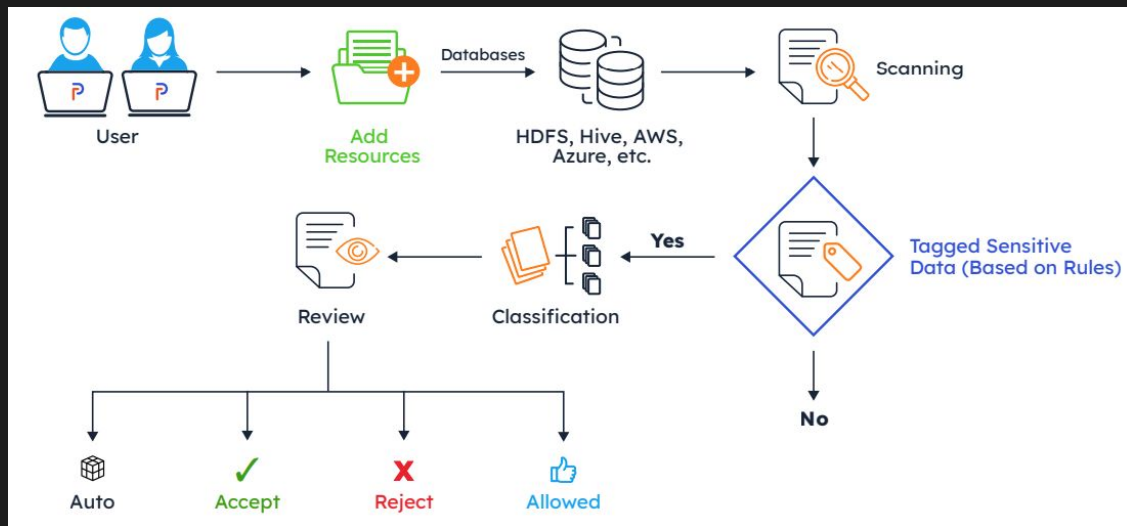 Databases
Scanning
User
Add
Resources
HDFS, Hive, AWS,
Azure, etc.
Yes
Tagged Sensitive
Data (Based on Rules)
Review
Classification
No
Auto
Accept
Reject
Allowed